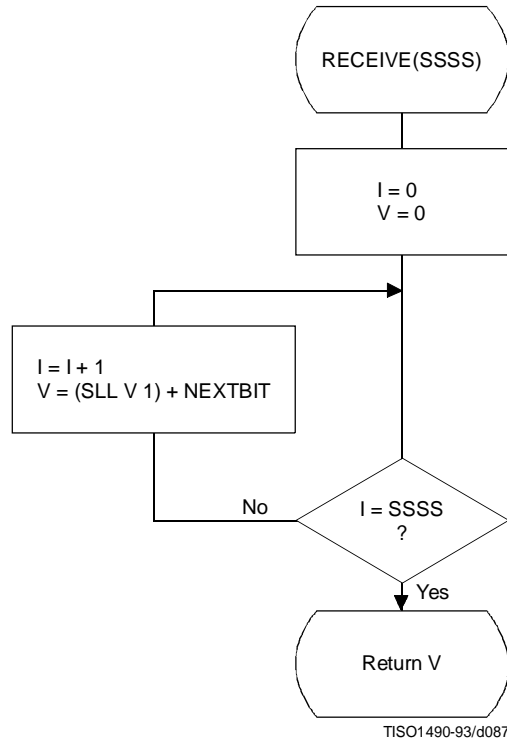 RECEIVE(SSSS)
I = 0
V = 0
I = I + 1
V = (SLL V 1) + NEXTBIT
No
I = SSSS
?
Yes
Return V
TISO1490-93/d087